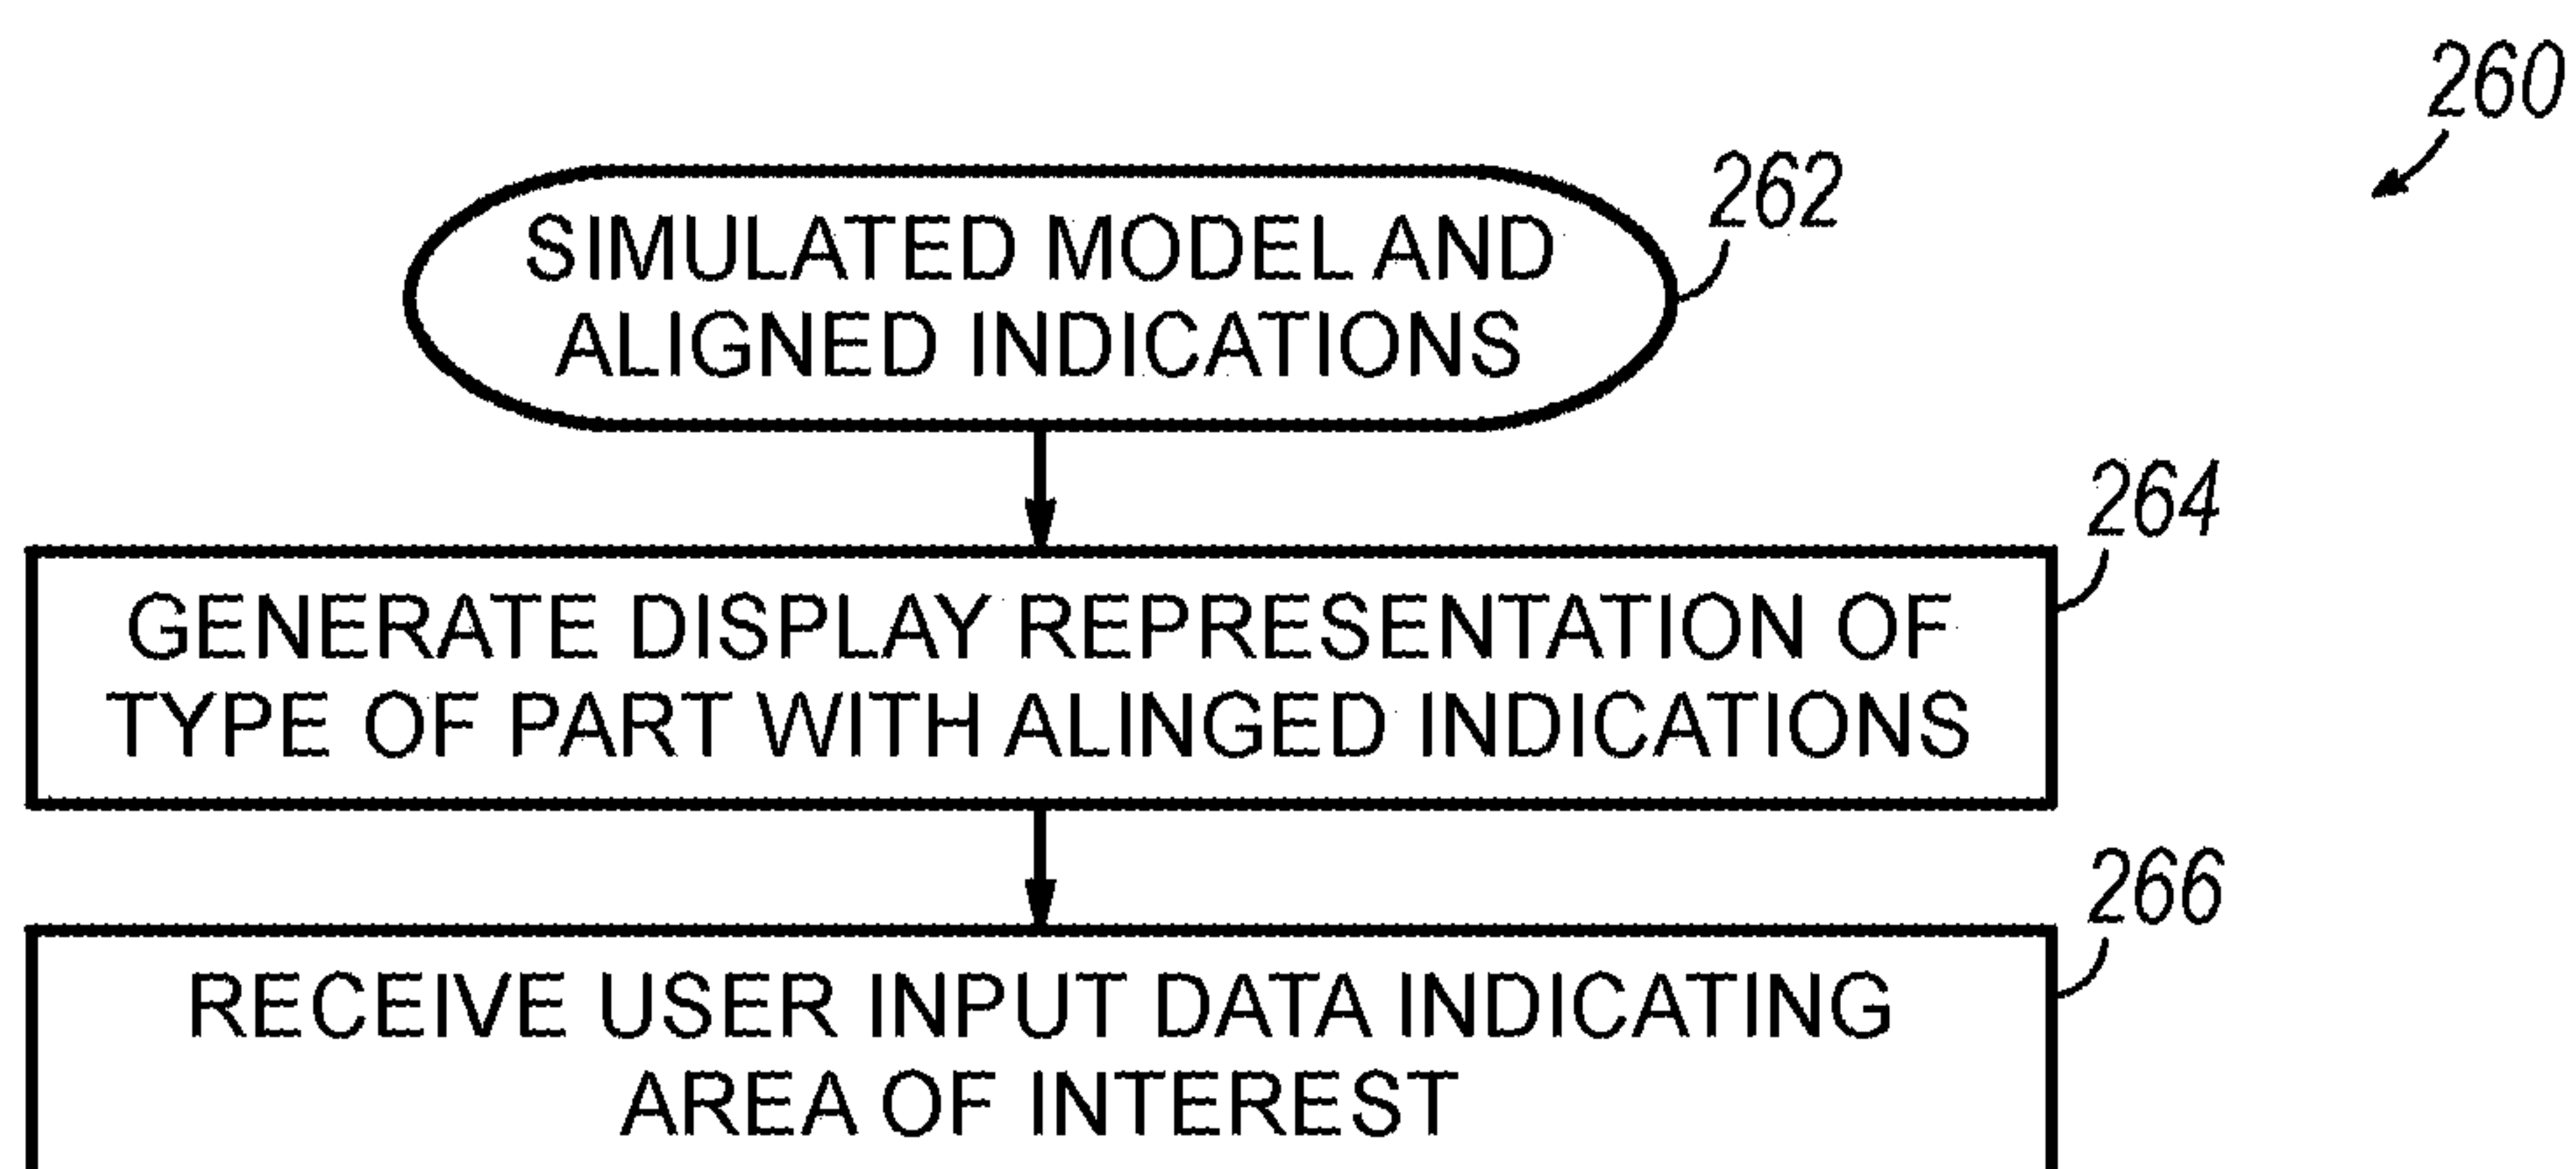 260
262
SIMULATED MODEL AND
ALIGNED INDICATIONS
264
GENERATE DISPLAY REPRESENTATION OF
TYPE OF PART WITH ALINGED INDICATIONS
266
RECEIVE USER INPUT DATA INDICATING
AREA OF INTEREST